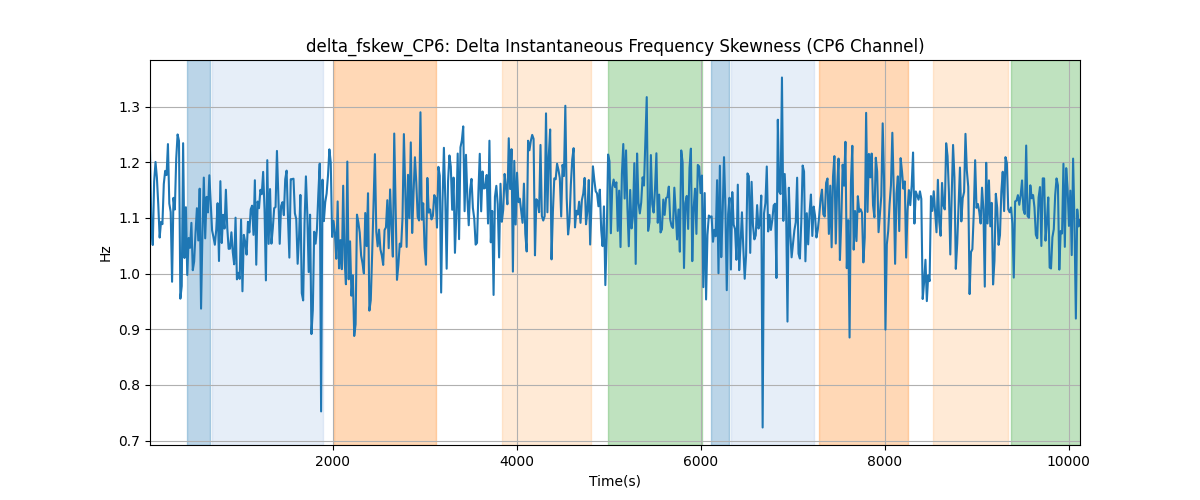 delta_fskew_CP6: Delta Instantaneous Frequency Skewness (CP6 Channel)
1.3
1.2
1.1
1.0
0.9
0.8
0.7
Hz
2000 4000 6000 8000 10000
Time(s)